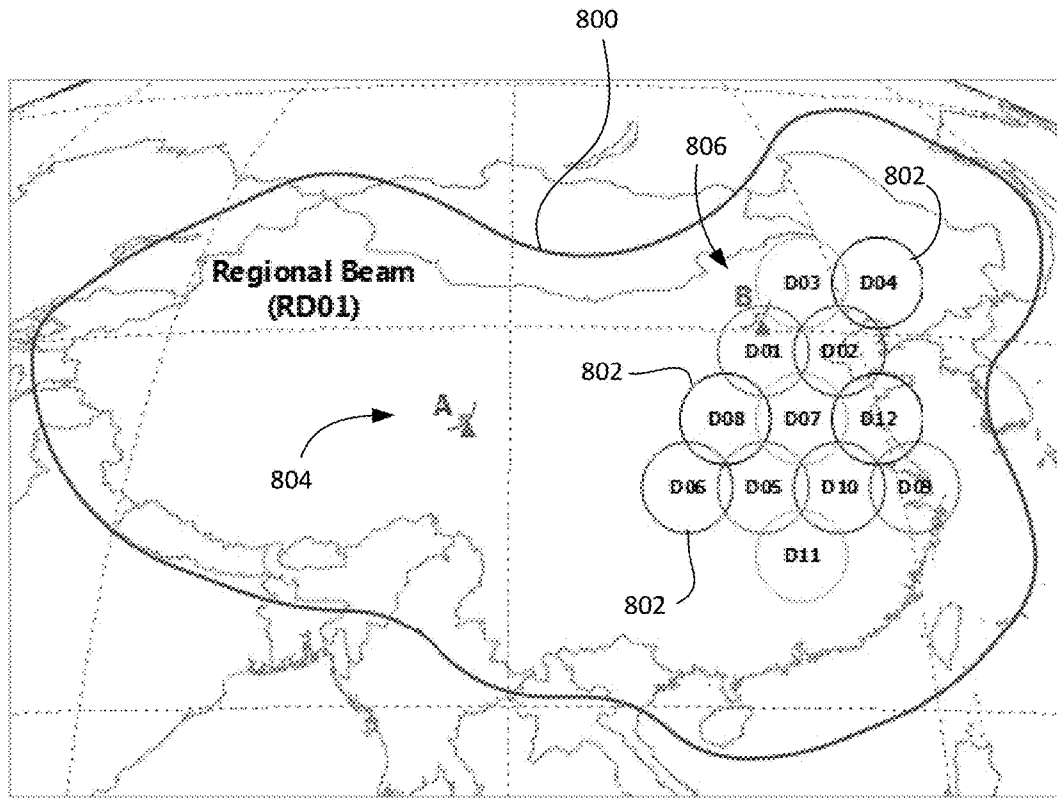 800
806
802
Regional Beam
(RD01)
D03
D04
B
D01
D02
802
A
D08
D07
D12
804
D06
D05
D10
D09
D11
802